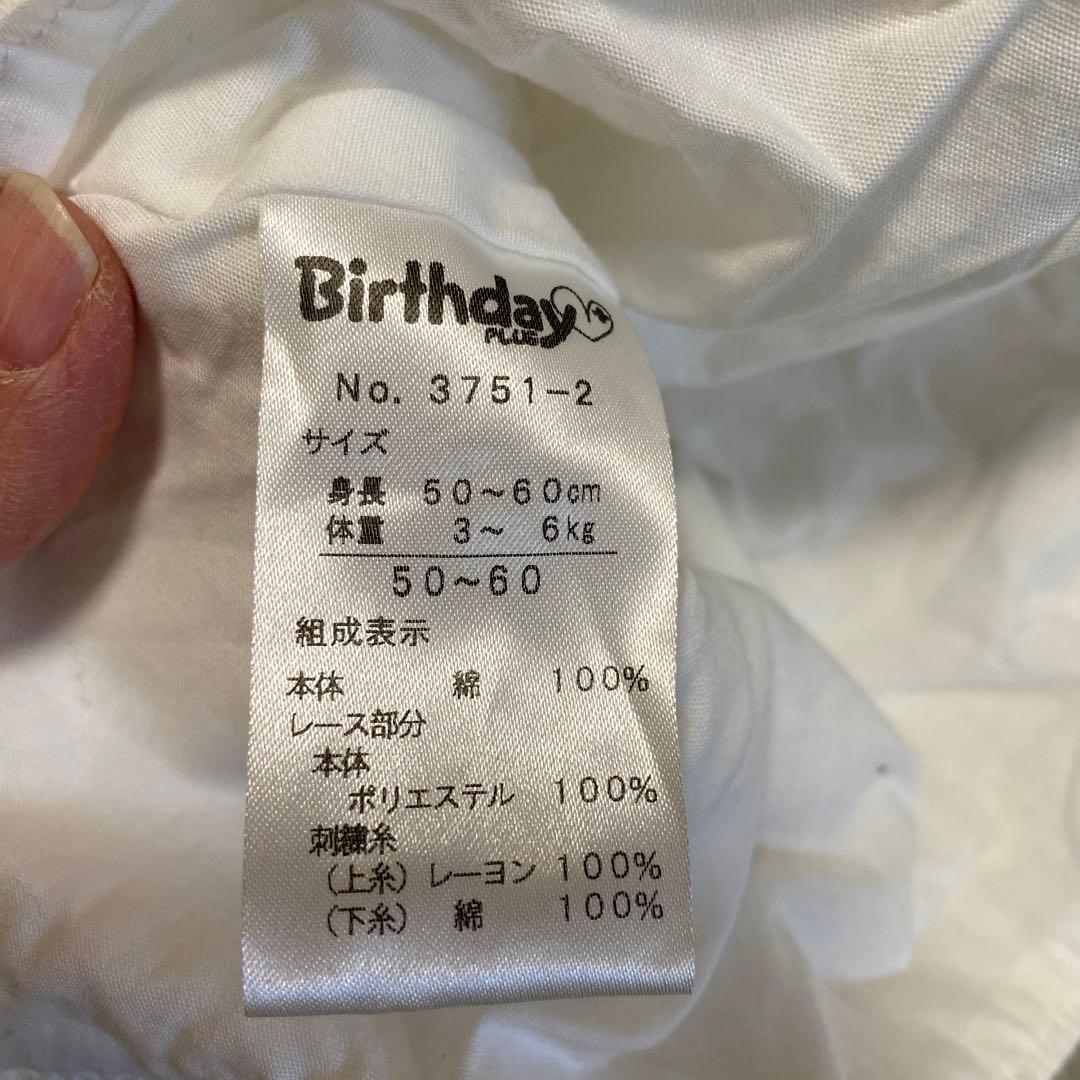 Birthday
PLUS
No. 3751-2
サイズ
身長 50~60cm
体重 3~ 6kg
50~60
組成表示
本体 綿 100%
レース部分
本体
ポリエステル 100%
刺繍糸
(上糸) レーヨン 100%
(下糸) 綿 100%